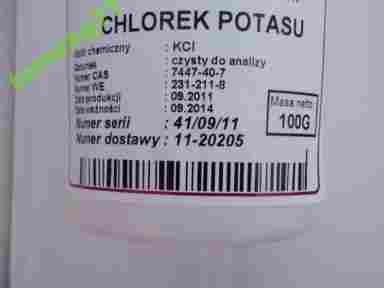 CHLOREK POTASU
Wzór chemiczny : KCl
Gatunek : czysty do analizy
Numer CAS : 7447-40-7
Numer WE : 231-211-8
Data produkcji : 09.2011
Data ważności : 09.2014
Numer serii : 41/09/11
Numer dostawy : 11-20205
Masa netto
100G